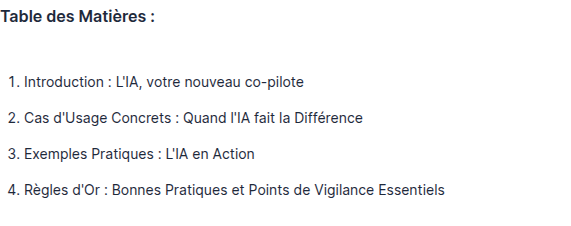 Table des Matières :
1. Introduction : L'IA, votre nouveau co-pilote
2. Cas d'Usage Concrets : Quand l'IA fait la Différence
3. Exemples Pratiques : L'IA en Action
4. Règles d'Or : Bonnes Pratiques et Points de Vigilance Essentiels